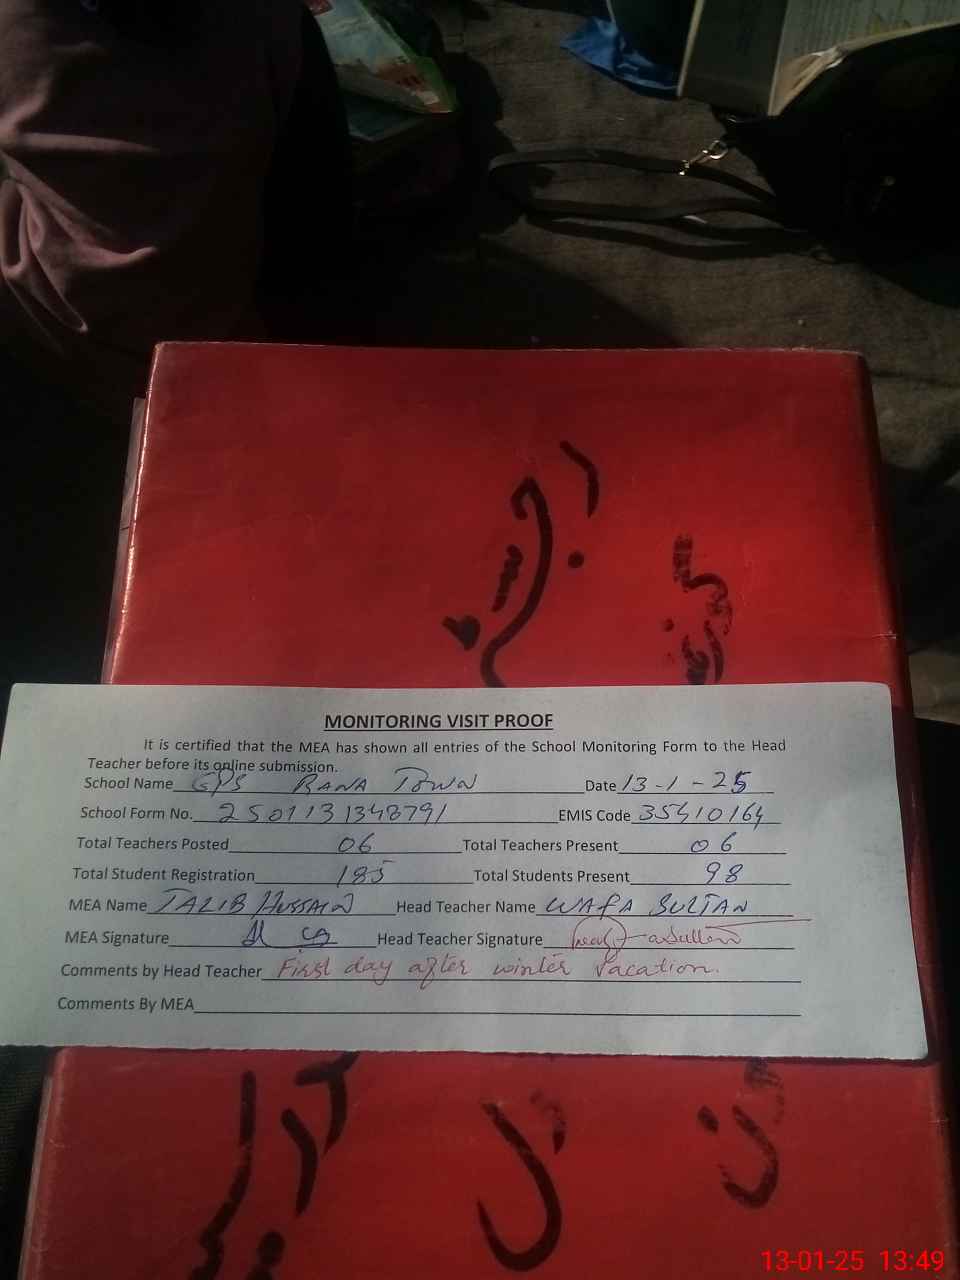 MONITORING VISIT PROOF
It is certified that the MEA has shown all entries of the School Monitoring Form to the Head
Teacher before its online submission.
School Name GPS RANA TOWN Date 13-1-25
School Form No. 2501131348791 EMIS Code 35410164
Total Teachers Posted 06 Total Teachers Present 06
Total Student Registration 185 Total Students Present 98
MEA Name TALIB HUSSAIN Head Teacher Name WAFA SULTAN
MEA Signature Head Teacher Signature
Comments by Head Teacher First day after winter vacation.
Comments By MEA
13-01-25 13:49